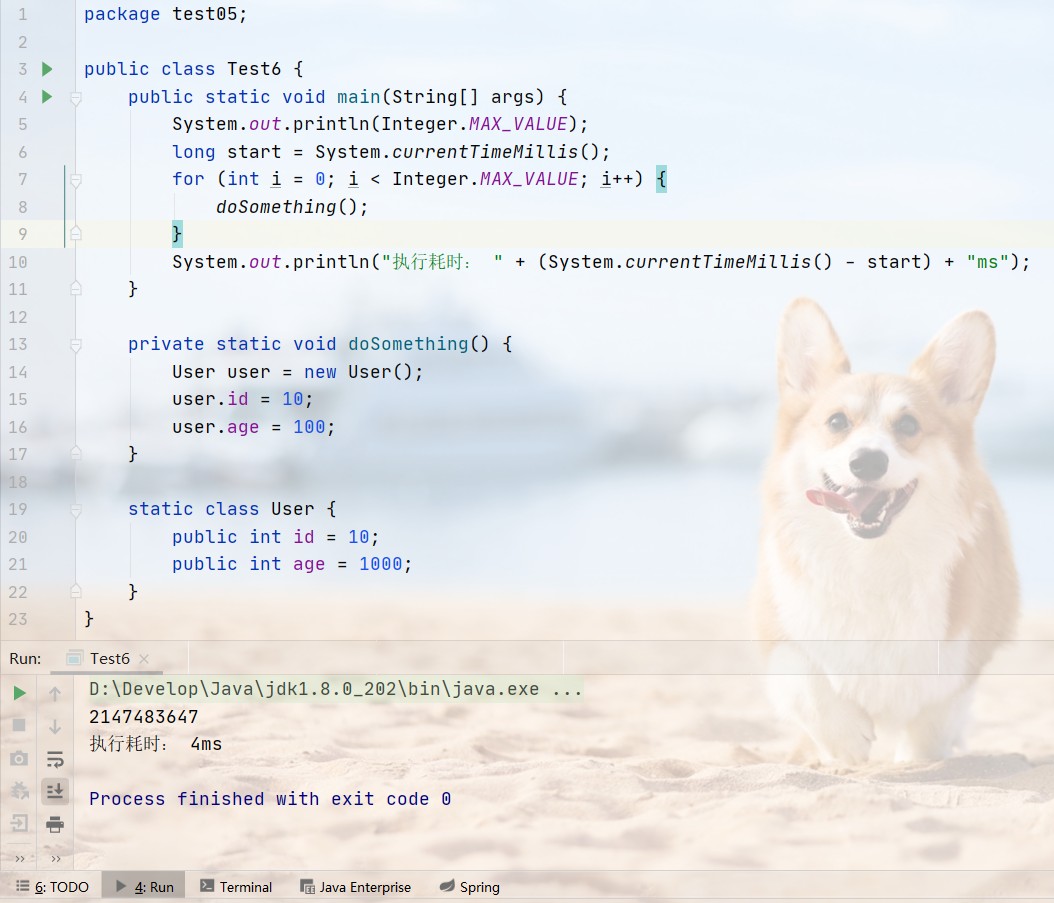 1 package test05;
2
3 public class Test6 {
4 public static void main(String[] args) {
5 System.out.println(Integer.MAX_VALUE);
6 long start = System.currentTimeMillis();
7 for (int i = 0; i < Integer.MAX_VALUE; i++) {
8 doSomething();
9 }
10 System.out.println("执行耗时： " + (System.currentTimeMillis() - start) + "ms");
11 }
12
13 private static void doSomething() {
14 User user = new User();
15 user.id = 10;
16 user.age = 100;
17 }
18
19 static class User {
20 public int id = 10;
21 public int age = 1000;
22 }
23 }
Run: Test6
D:\Develop\Java\jdk1.8.0_202\bin\java.exe ...
2147483647
执行耗时： 4ms
Process finished with exit code 0
6: TODO 4: Run Terminal Java Enterprise Spring